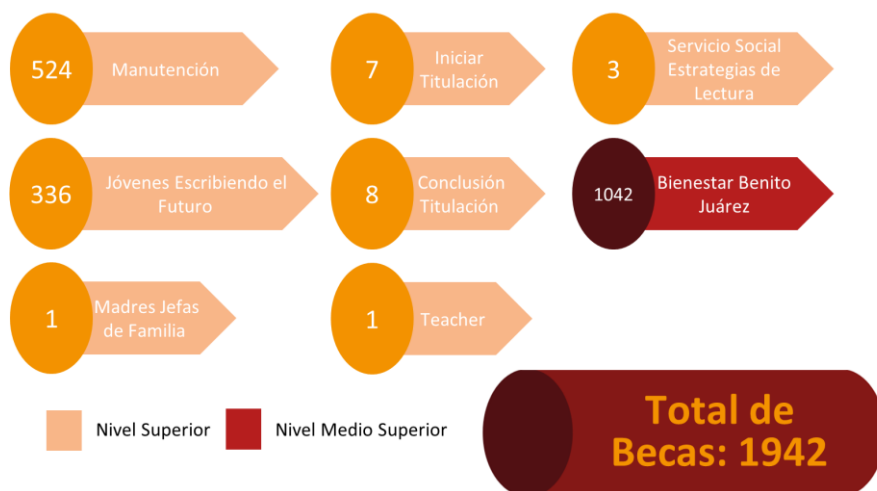 524
Manutención
7
Iniciar
Titulación
3
Servicio Social
Estrategias de
Lectura
336
Jóvenes Escribiendo el
Futuro
8
Conclusión
Titulación
1042
Bienestar Benito
Juárez
1
Madres Jefas
de Familia
1
Teacher
Nivel Superior
Nivel Medio Superior
Total de
Becas: 1942